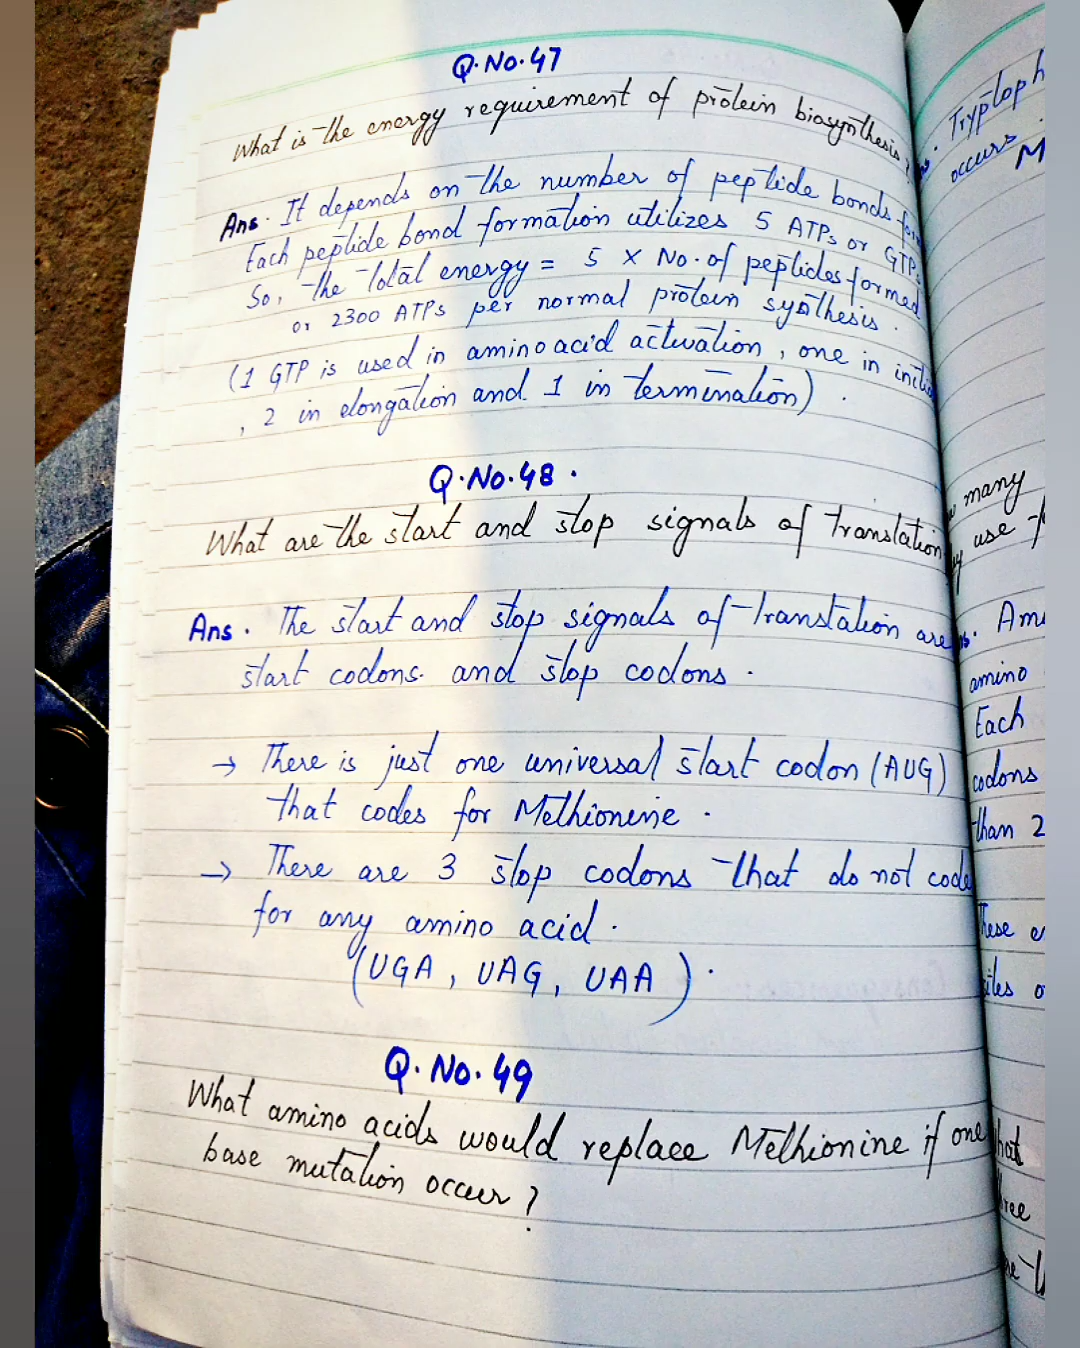 Q.No.47
What is the energy requirement of protein biosynthesis?
Ans. It depends on the number of peptide bonds
Each peptide bond formation utilizes 5 ATPs or GTPs
So, the total energy = 5 × No. of peptides formed
or 2300 ATPs per normal protein synthesis.
(1 GTP is used in amino acid activation, one in
, 2 in elongation and 1 in termination).
Q.No.48.
What are the start and stop signals of translation
Ans. The start and stop signals of translation are
start codons. and stop codons.
→ There is just one universal start codon (AUG)
that codes for Methionine.
→ There are 3 stop codons that do not code
for any amino acid.
(UGA, UAG, UAA).
Q.No.49
What amino acids would replace Methionine if one
base mutation occur?
Tryptoph
occurs
M
many
use
Am
amino
Each
codons
than 2
These